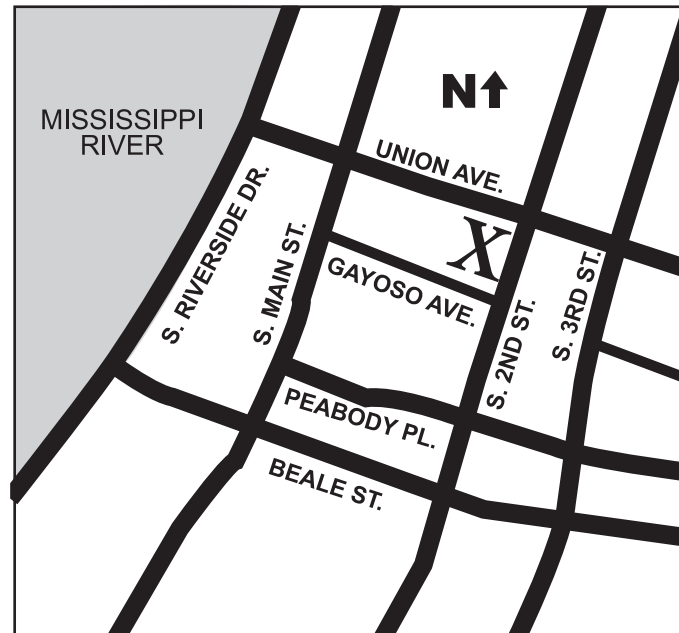 N
MISSISSIPPI
RIVER
UNION AVE.
S. RIVERSIDE DR.
S. MAIN ST.
X
GAYOSO AVE.
S. 2ND ST.
S. 3RD ST.
PEABODY PL.
BEALE ST.